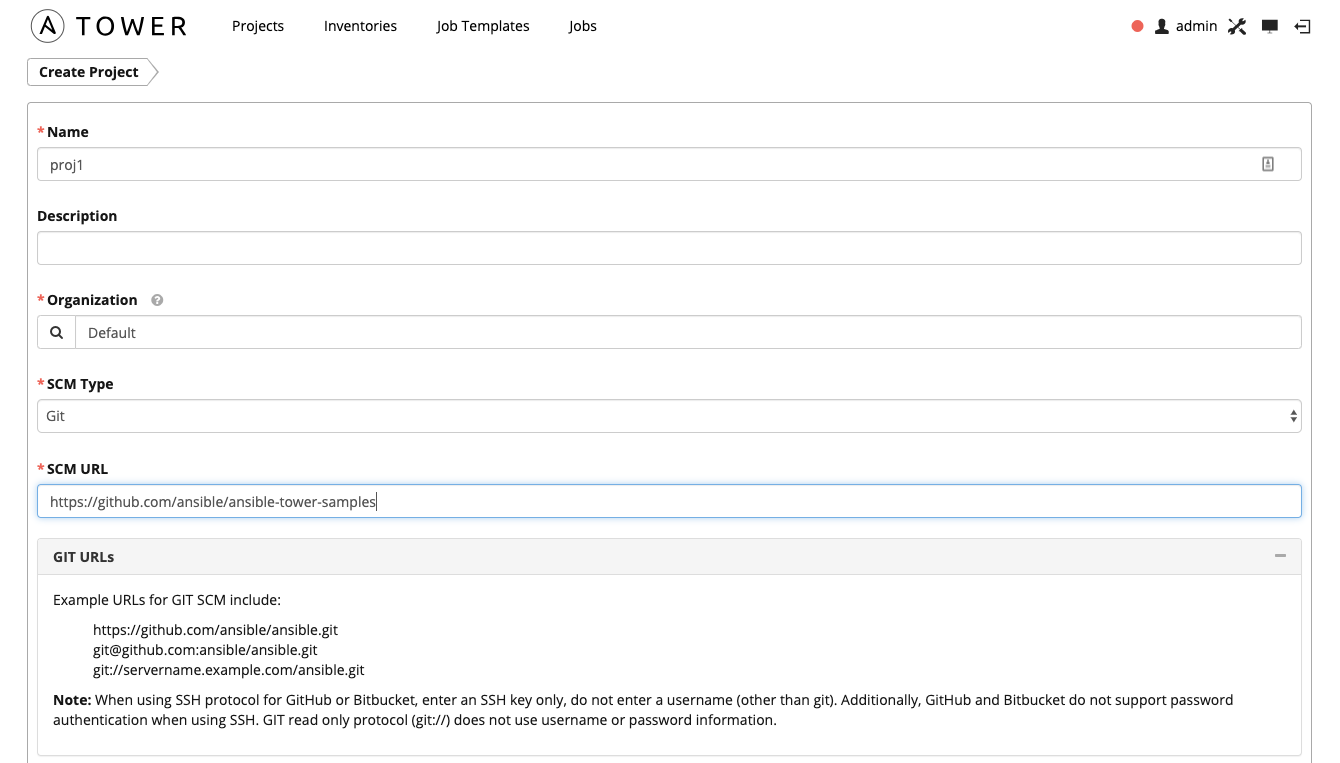 A TOWER Projects Inventories Job Templates Jobs admin
Create Project
* Name
proj1
Description
* Organization ?
Default
* SCM Type
Git
* SCM URL
https://github.com/ansible/ansible-tower-samples
GIT URLs
Example URLs for GIT SCM include:
https://github.com/ansible/ansible.git
git@github.com:ansible/ansible.git
git://servername.example.com/ansible.git
Note: When using SSH protocol for GitHub or Bitbucket, enter an SSH key only, do not enter a username (other than git). Additionally, GitHub and Bitbucket do not support password
authentication when using SSH. GIT read only protocol (git://) does not use username or password information.